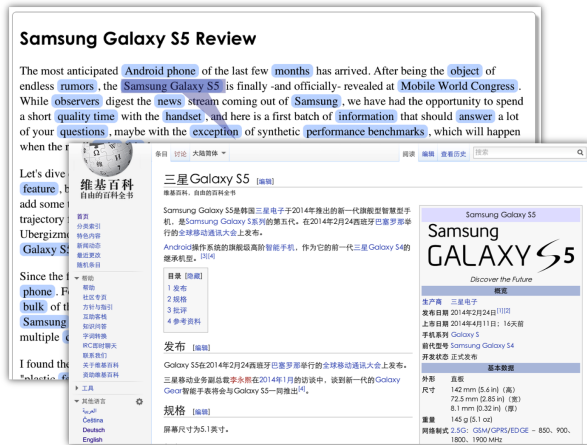 Samsung Galaxy S5 Review
The most anticipated Android phone of the last few months has arrived. After being the object of
endless rumors, the Samsung Galaxy S5 is finally -and officially- revealed at Mobile World Congress.
While observers digest the news stream coming out of Samsung, we have had the opportunity to spend
a short quality time with the handset, and here is a first batch of information that should answer a lot
of your questions, maybe with the exception of synthetic performance benchmarks, which will happen
when the
Let's dive
feature, b
add some t
trajectory f
Ubergizmo
Galaxy S
Since the f
phone. F
bulk of th
Samsung
multiple
I found the
"plastic f
维基百科
自由的百科全书
首页
分类索引
特色内容
新闻动态
最近更改
随机条目
帮助
帮助
社区专页
方针与指引
互助客栈
知识问答
字词转换
IRC即时聊天
联系我们
关于维基百科
资助维基百科
工具
其他语言
العربية
Čeština
Deutsch
English
条目 讨论 大陆简体 阅读 编辑 查看历史 搜索
三星Galaxy S5 [编辑]
维基百科,自由的百科全书
Samsung Galaxy S5是韩国三星电子于2014年推出的新一代旗舰型智慧型手
机,是Samsung Galaxy S系列的第五代。在2014年2月24日西班牙巴塞罗那举
行的全球移动通讯大会上发布。
Android操作系统的旗舰级高阶智能手机,作为它的前一代三星Galaxy S4的
继承机型。[3][4]
目录 [隐藏]
1 发布
2 规格
3 批评
4 参考资料
发布 [编辑]
Galaxy S5在2014年2月24日西班牙巴塞罗那举行的全球移动通讯大会上发布。
三星移动业务副总裁李永熙在2014年1月的访谈中,谈到新一代的Galaxy
Gear智能手表将会与Galaxy S5一同推出[4]。
规格 [编辑]
屏幕尺寸为5.1英寸。
Samsung Galaxy S5
Samsung
GALAXY S5
Discover the Future
概览
生产商 三星电子
发布日期 2014年2月24日[1][2]
上市日期 2014年4月11日;16天前
手机系列 Galaxy S
前代型号 Samsung Galaxy S4
开发状态 正式发布
基本数据
外形 直板
尺寸 142 mm (5.6 in)(高)
72.5 mm (2.85 in)(宽)
8.1 mm (0.32 in)(厚)
重量 145 g (5.1 oz)
网络制式 2.5G: GSM/GPRS/EDGE – 850、900、
1800、1900 MHz